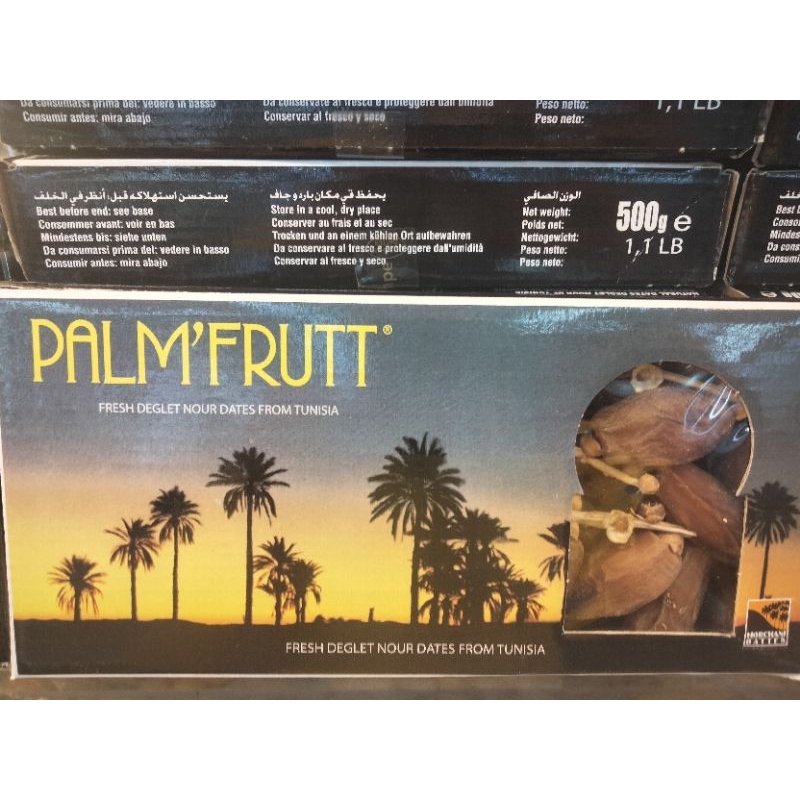 Da consumarsi prima del: vedere in basso
Consumir antes: mira abajo
Da conservate al fresco e proteggere dall'umidità
Conservar al fresco y seco
Peso netto:
Peso neto:
1,1 LB
يستحسن استهلاكه قبل: أنظر في الخلف
Best before end: see base
Consommer avant: voir en bas
Mindestens bis: siehe unten
Da consumarsi prima del: vedere in basso
Consumir antes: mira abajo
يحفظ في مكان بارد وجاف
Store in a cool, dry place
Conserver au frais et au sec
Trocken und an einem kühlen Ort aufbewahren
Da conservare al fresco e proteggere dall'umidità
Conservar al fresco y seco
الوزن الصافي
Net weight:
Poids net:
Nettogewicht:
Peso netto:
Peso neto:
500g e
1,1 LB
PALM'FRUTT®
FRESH DEGLET NOUR DATES FROM TUNISIA
FRESH DEGLET NOUR DATES FROM TUNISIA
HORCHANI
DATTES